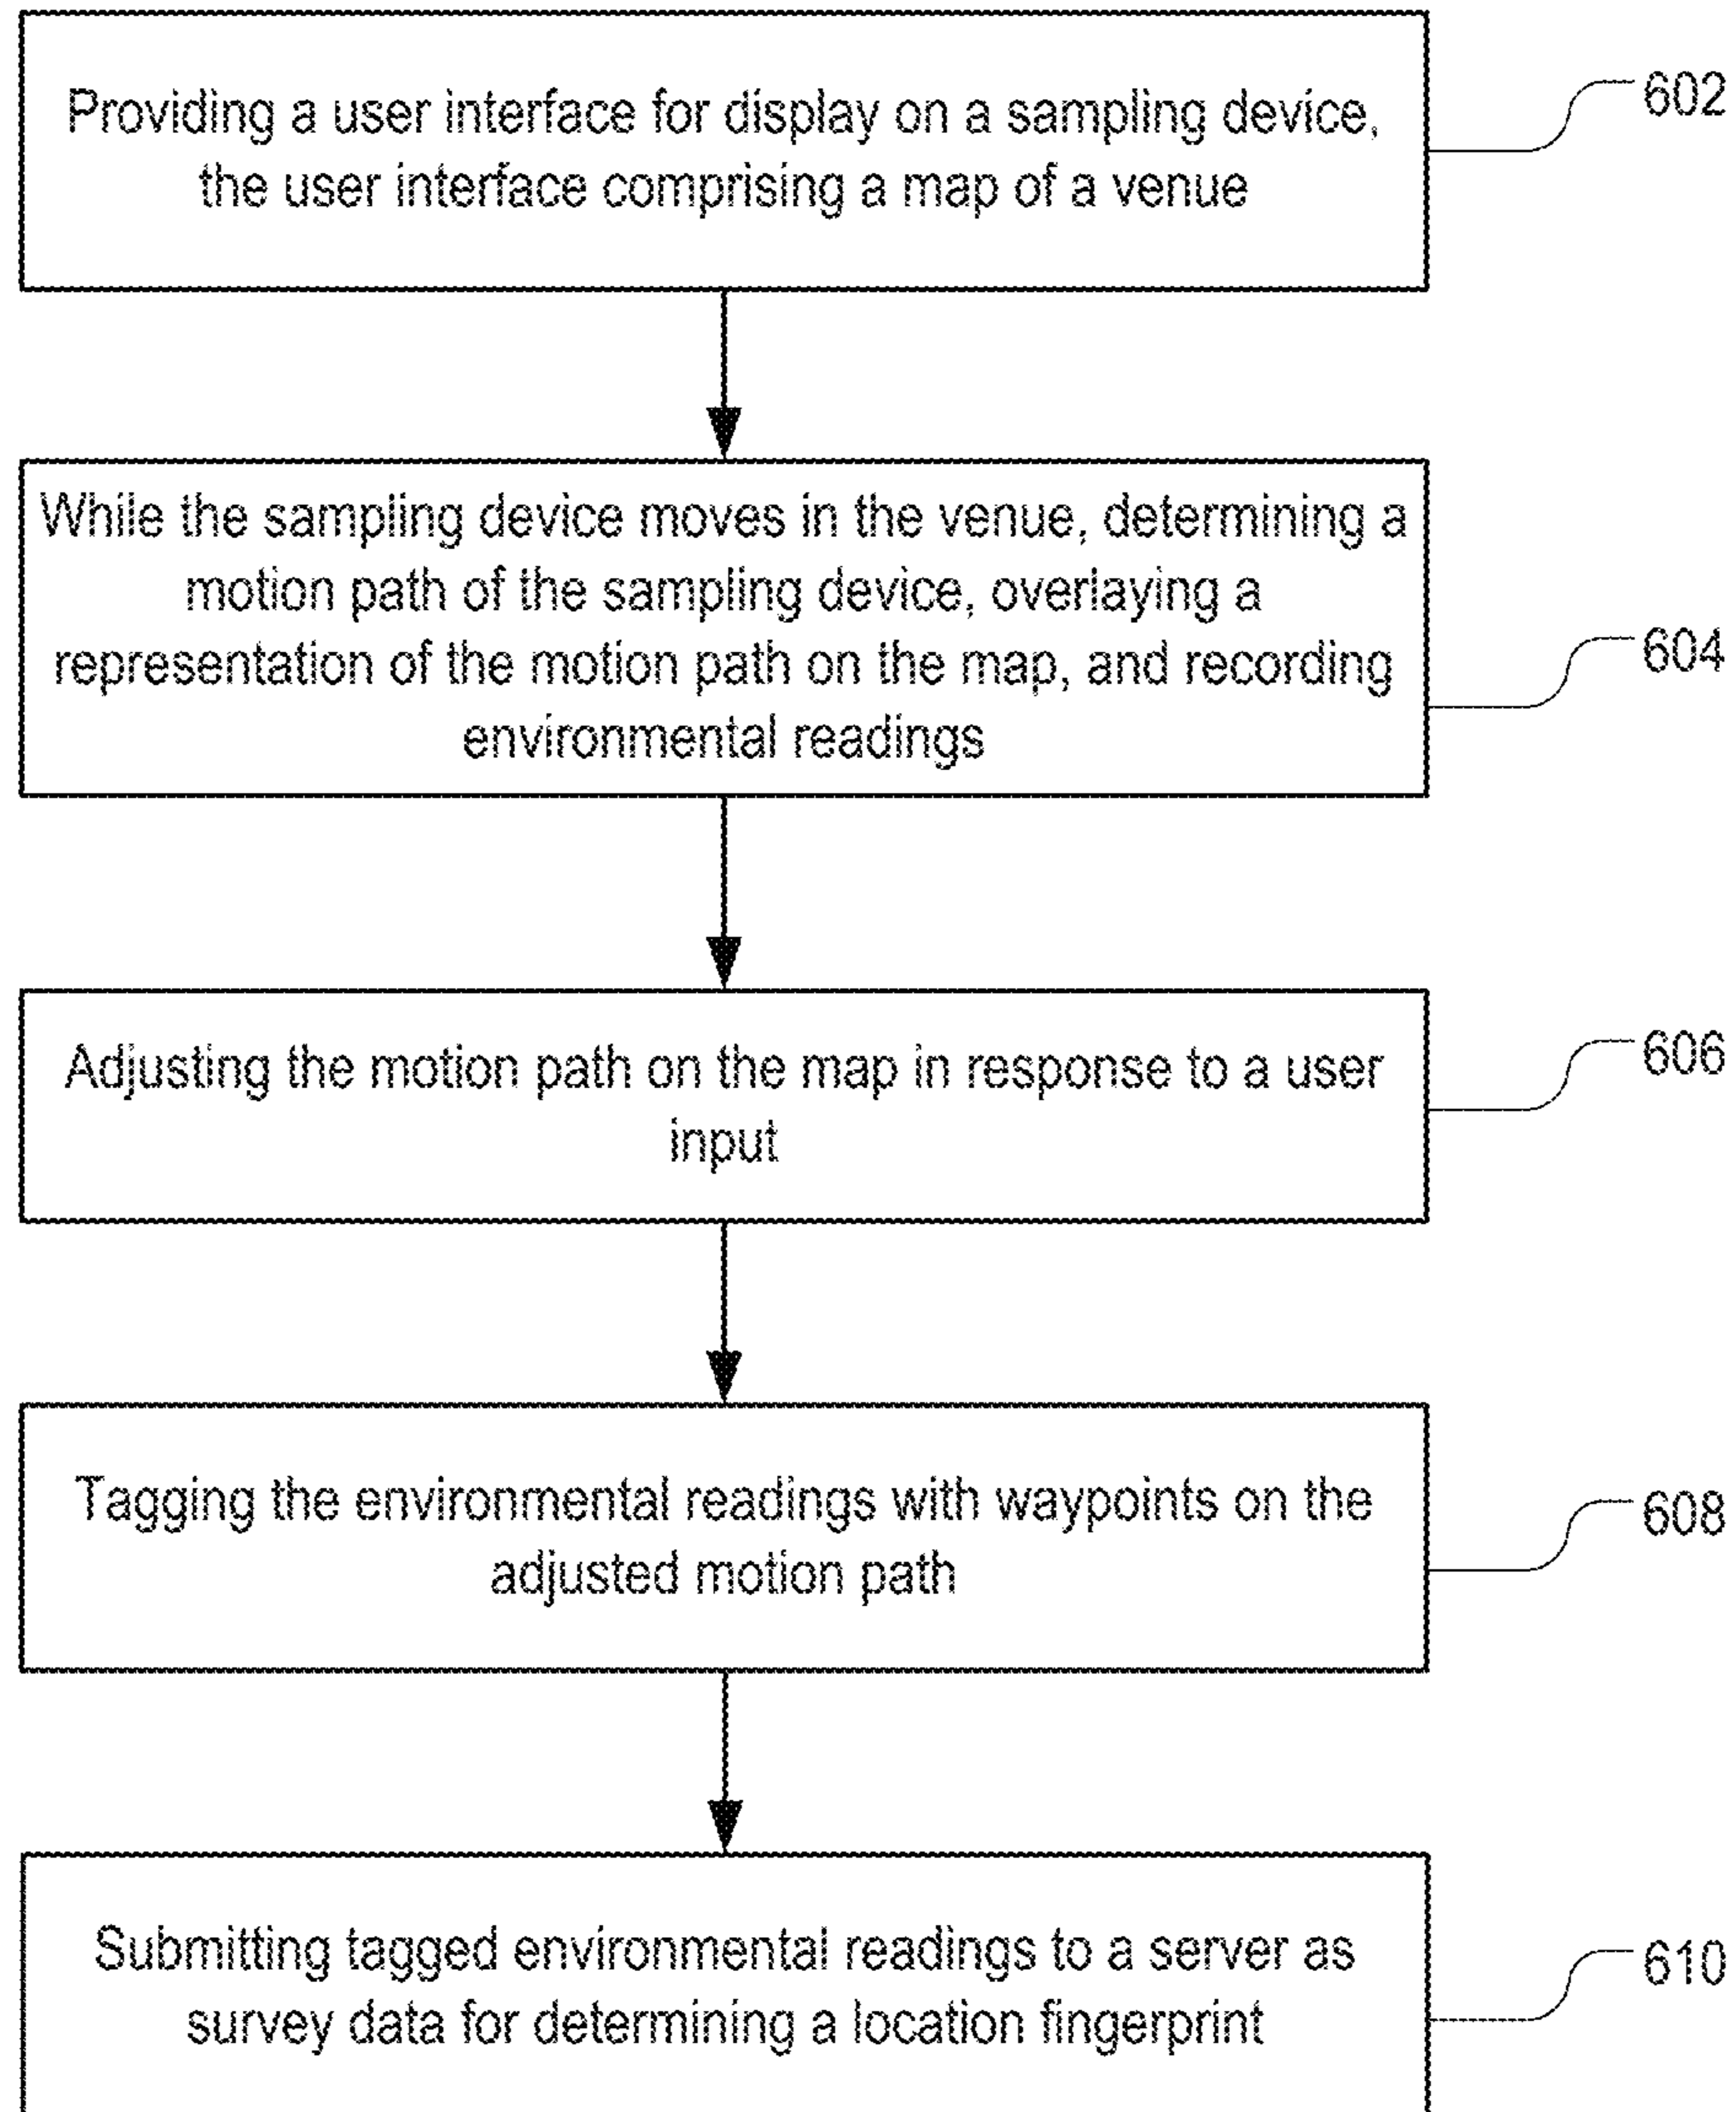 Providing a user interface for display on a sampling device,
the user interface comprising a map of a venue
602
While the sampling device moves in the venue, determining a
motion path of the sampling device, overlaying a
representation of the motion path on the map, and recording
environmental readings
604
Adjusting the motion path on the map in response to a user
input
606
Tagging the environmental readings with waypoints on the
adjusted motion path
608
Submitting tagged environmental readings to a server as
survey data for determining a location fingerprint
610